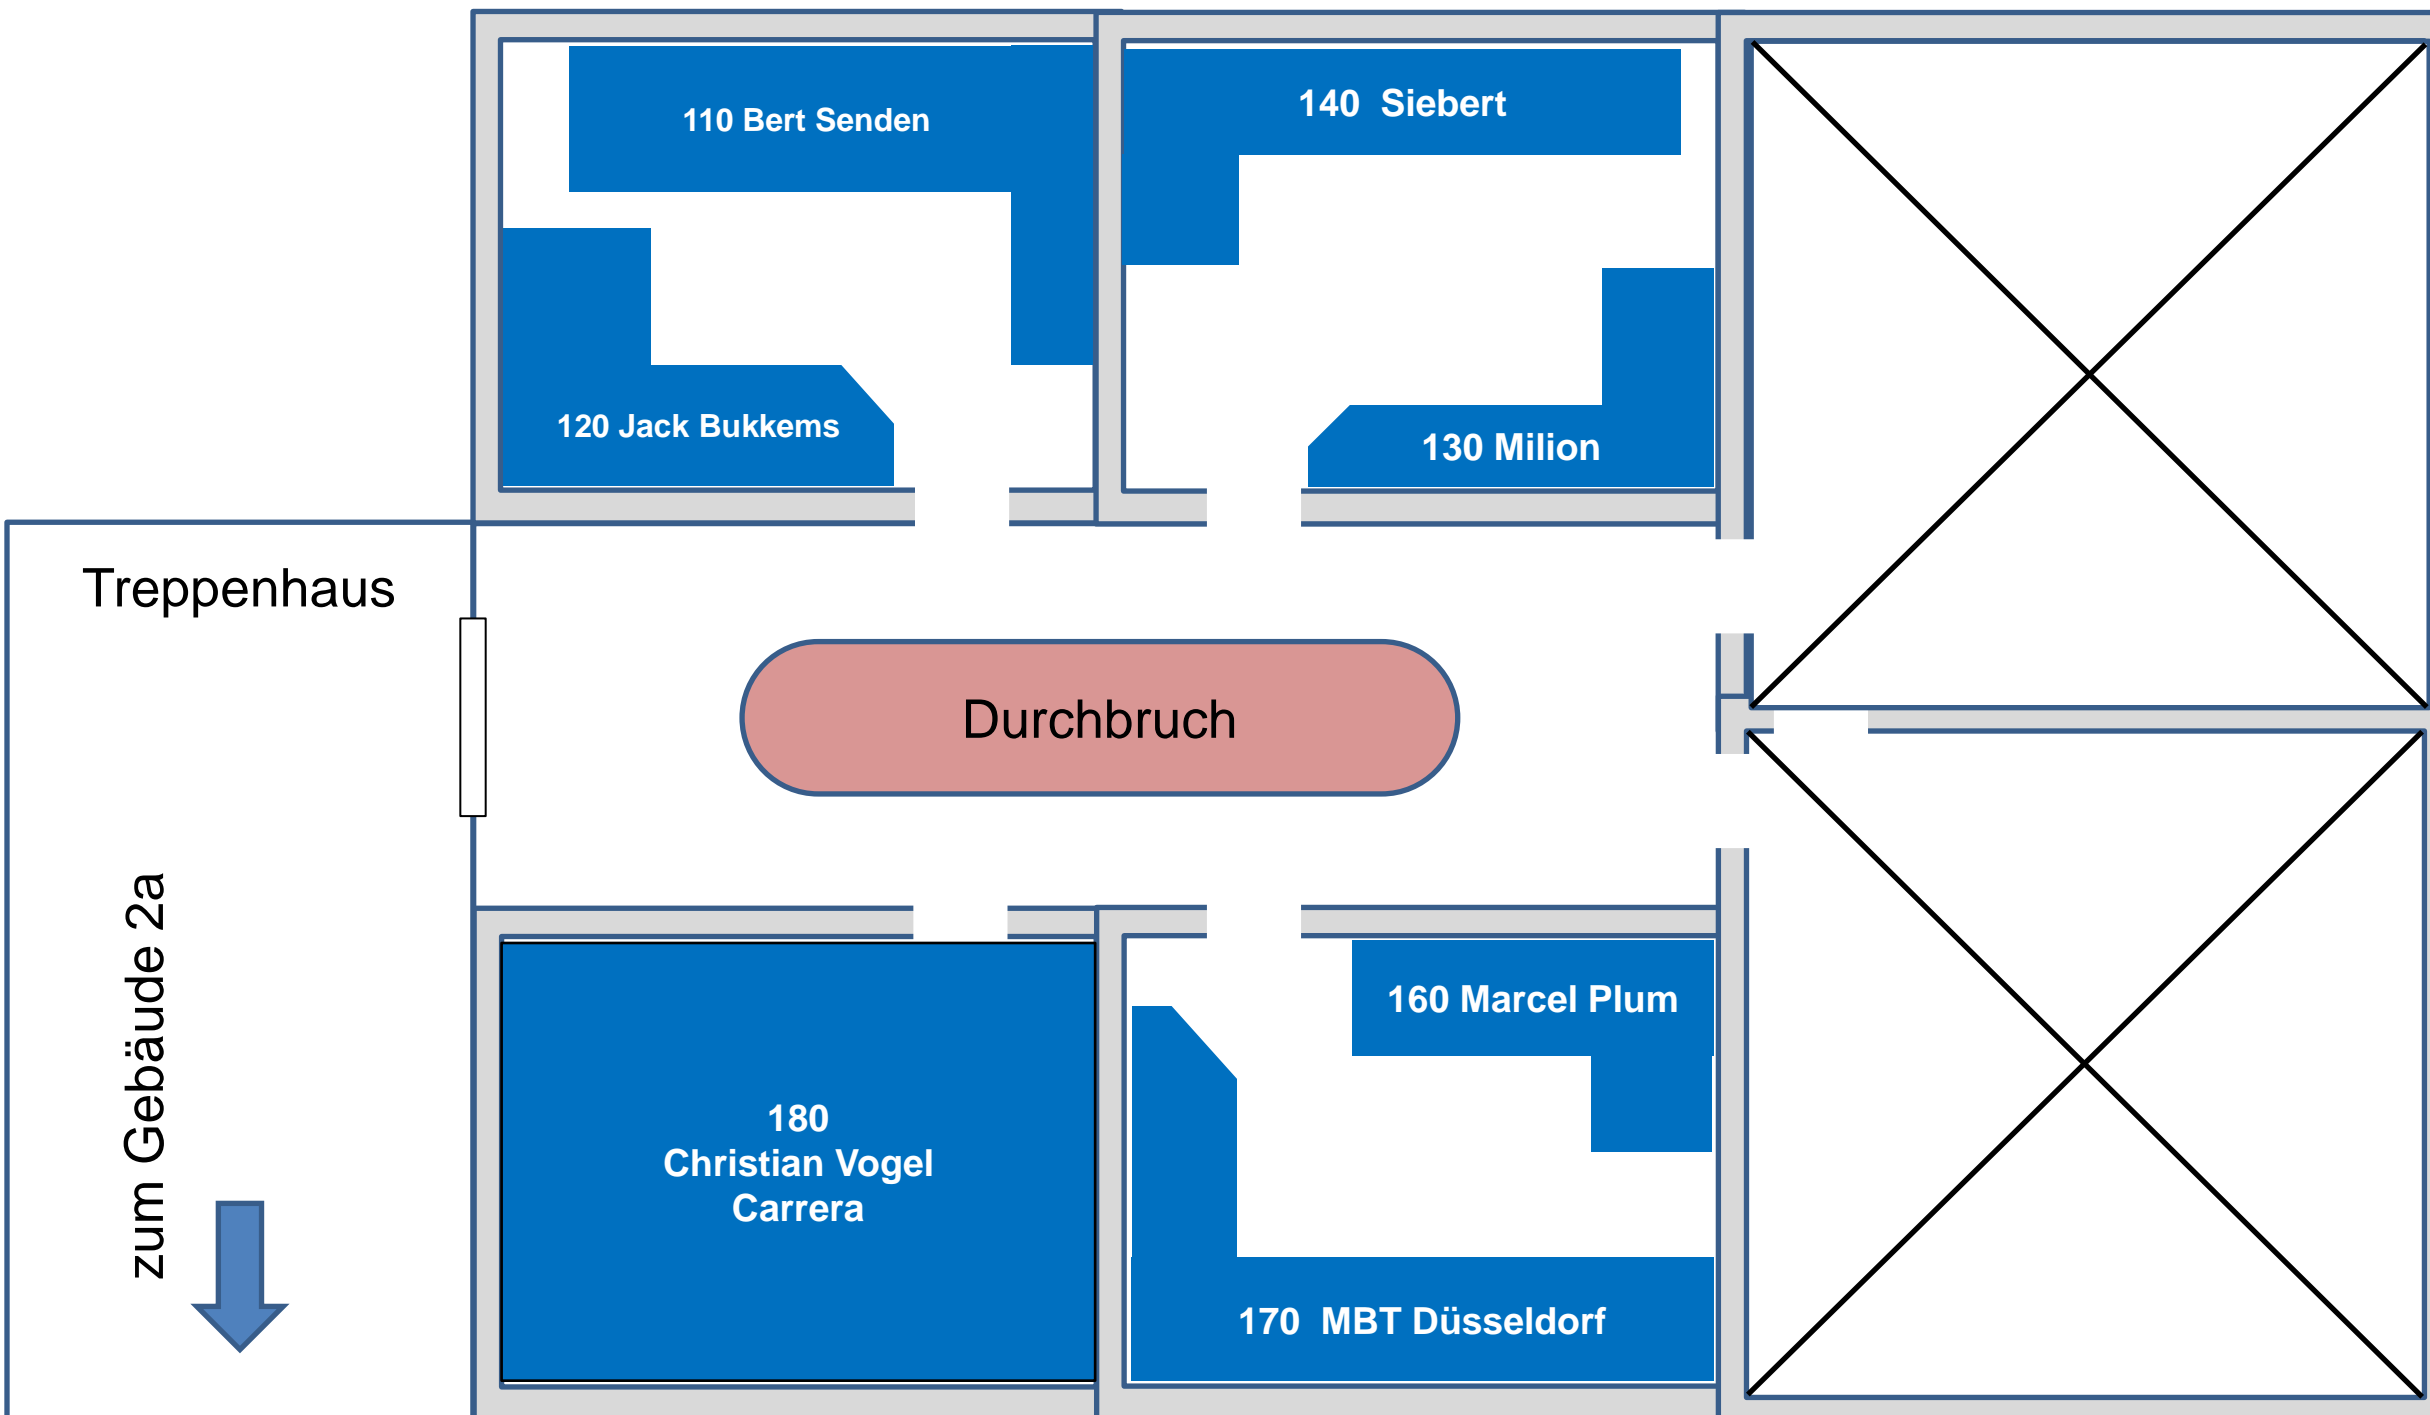 110 Bert Senden
140 Siebert
120 Jack Bukkems
130 Milion
Treppenhaus
Durchbruch
zum Gebäude 2a
160 Marcel Plum
180
Christian Vogel
Carrera
170 MBT Düsseldorf